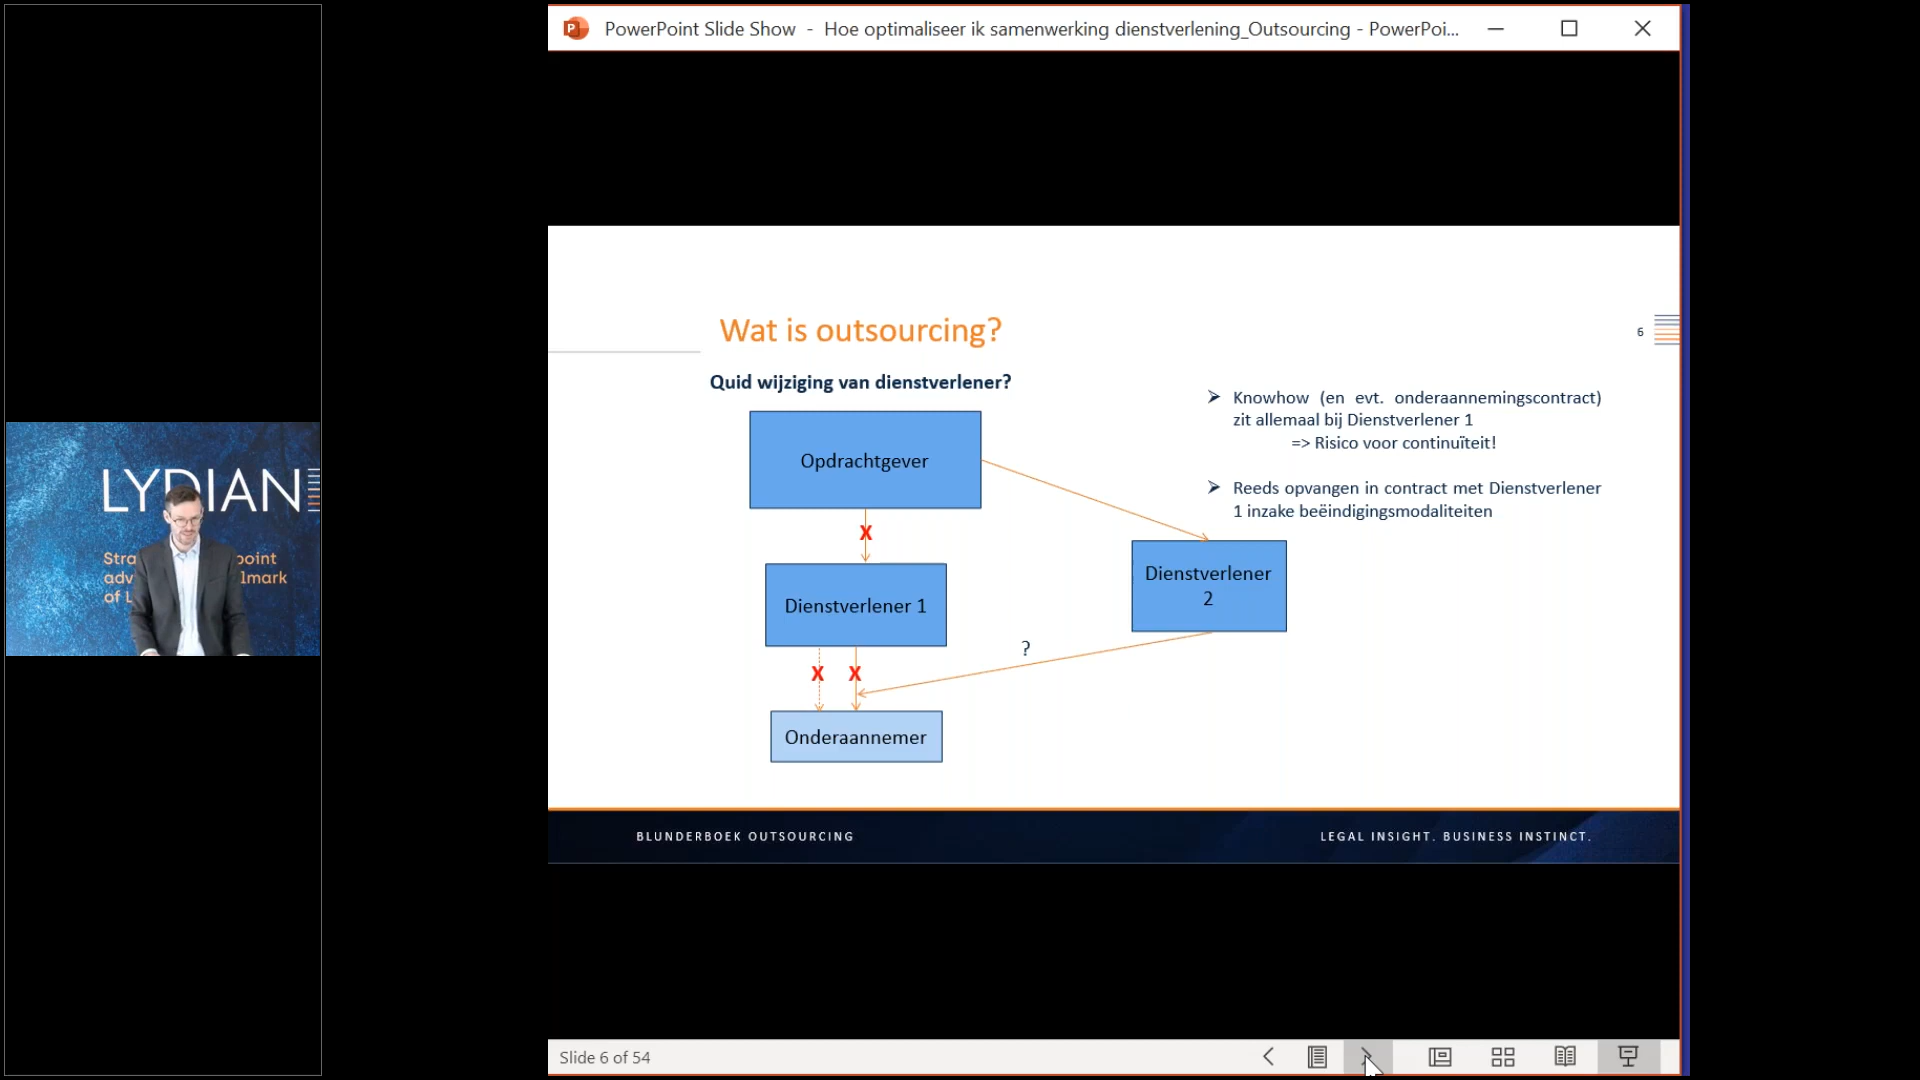 PowerPoint Slide Show - Hoe optimaliseer ik samenwerking dienstverlening_Outsourcing - PowerPoi...
LYDIAN
Stra point
adv lmark
of L
Wat is outsourcing?
6
Quid wijziging van dienstverlener?
Opdrachtgever
X
Dienstverlener 1
X X
Onderaannemer
Dienstverlener
2
?
Knowhow (en evt. onderaannemingscontract)
zit allemaal bij Dienstverlener 1
=> Risico voor continuïteit!
Reeds opvangen in contract met Dienstverlener
1 inzake beëindigingsmodaliteiten
BLUNDERBOEK OUTSOURCING
LEGAL INSIGHT. BUSINESS INSTINCT.
Slide 6 of 54